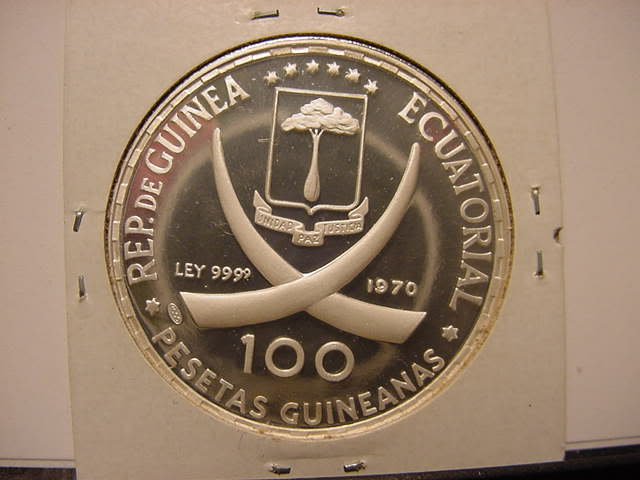 REP. DE GUINEA ECUATORIAL
UNIDAD PAZ JUSTICIA
LEY 999?
1970
100
PESETAS GUINEANAS